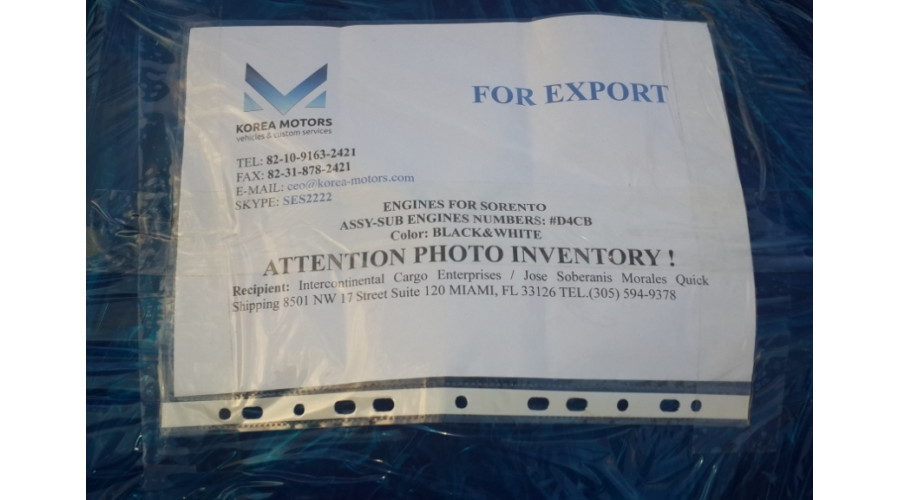 FOR EXPORT
KOREA MOTORS
vehicles & custom services
TEL: 82-10-9163-2421
FAX: 82-31-878-2421
E-MAIL: ceo@korea-motors.com
SKYPE: SES2222
ENGINES FOR SORENTO
ASSY-SUB ENGINES NUMBERS: #D4CB
Color: BLACK&WHITE
ATTENTION PHOTO INVENTORY !
Recipient: Intercontinental Cargo Enterprises / Jose Soberanis Morales Quick
Shipping 8501 NW 17 Street Suite 120 MIAMI, FL 33126 TEL.(305) 594-9378